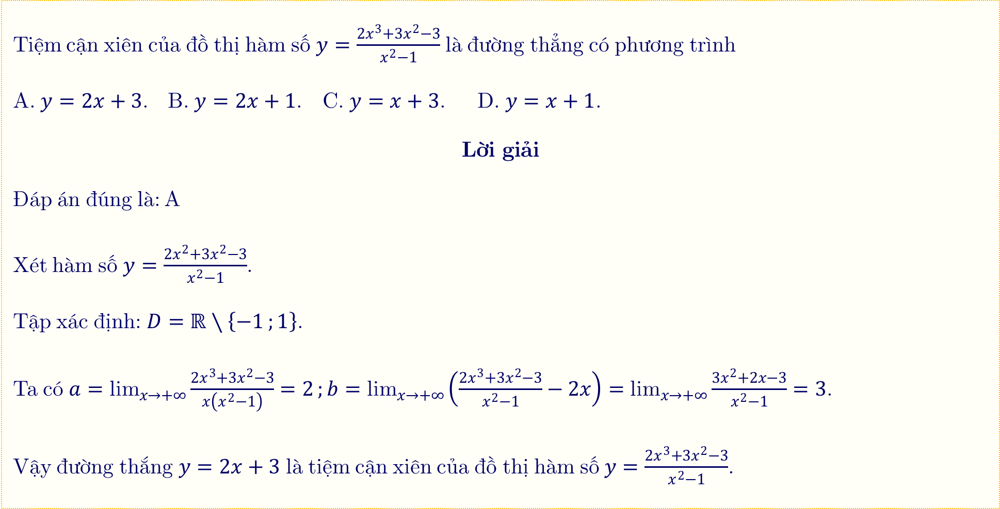 Tiệm cận xiên của đồ thị hàm số $y = \frac{2x^3+3x^2-3}{x^2-1}$ là đường thẳng có phương trình
A. $y = 2x + 3$. B. $y = 2x + 1$. C. $y = x + 3$. D. $y = x + 1$.
Lời giải
Đáp án đúng là: A
Xét hàm số $y = \frac{2x^2+3x^2-3}{x^2-1}$.
Tập xác định: $D = \mathbb{R} \setminus \{-1 ; 1\}$.
Ta có $a = \lim_{x \to +\infty} \frac{2x^3+3x^2-3}{x(x^2-1)} = 2 ; b = \lim_{x \to +\infty} \left(\frac{2x^3+3x^2-3}{x^2-1} - 2x\right) = \lim_{x \to +\infty} \frac{3x^2+2x-3}{x^2-1} = 3$.
Vậy đường thắng $y = 2x + 3$ là tiệm cận xiên của đồ thị hàm số $y = \frac{2x^3+3x^2-3}{x^2-1}$.